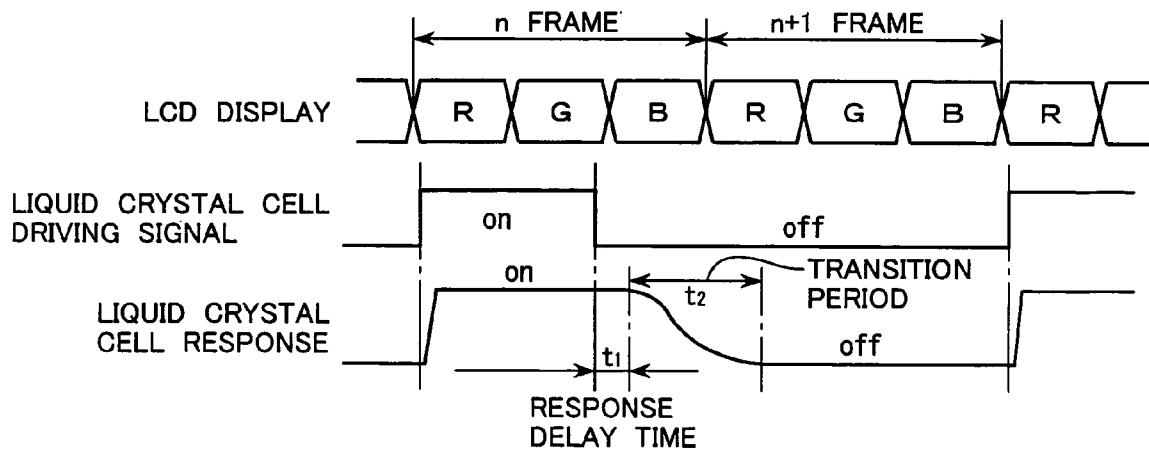 n FRAME
n+1 FRAME
LCD DISPLAY
R G B R G B R
LIQUID CRYSTAL CELL
DRIVING SIGNAL
on
off
TRANSITION
PERIOD
on
t2
LIQUID CRYSTAL
CELL RESPONSE
t1
off
RESPONSE
DELAY TIME